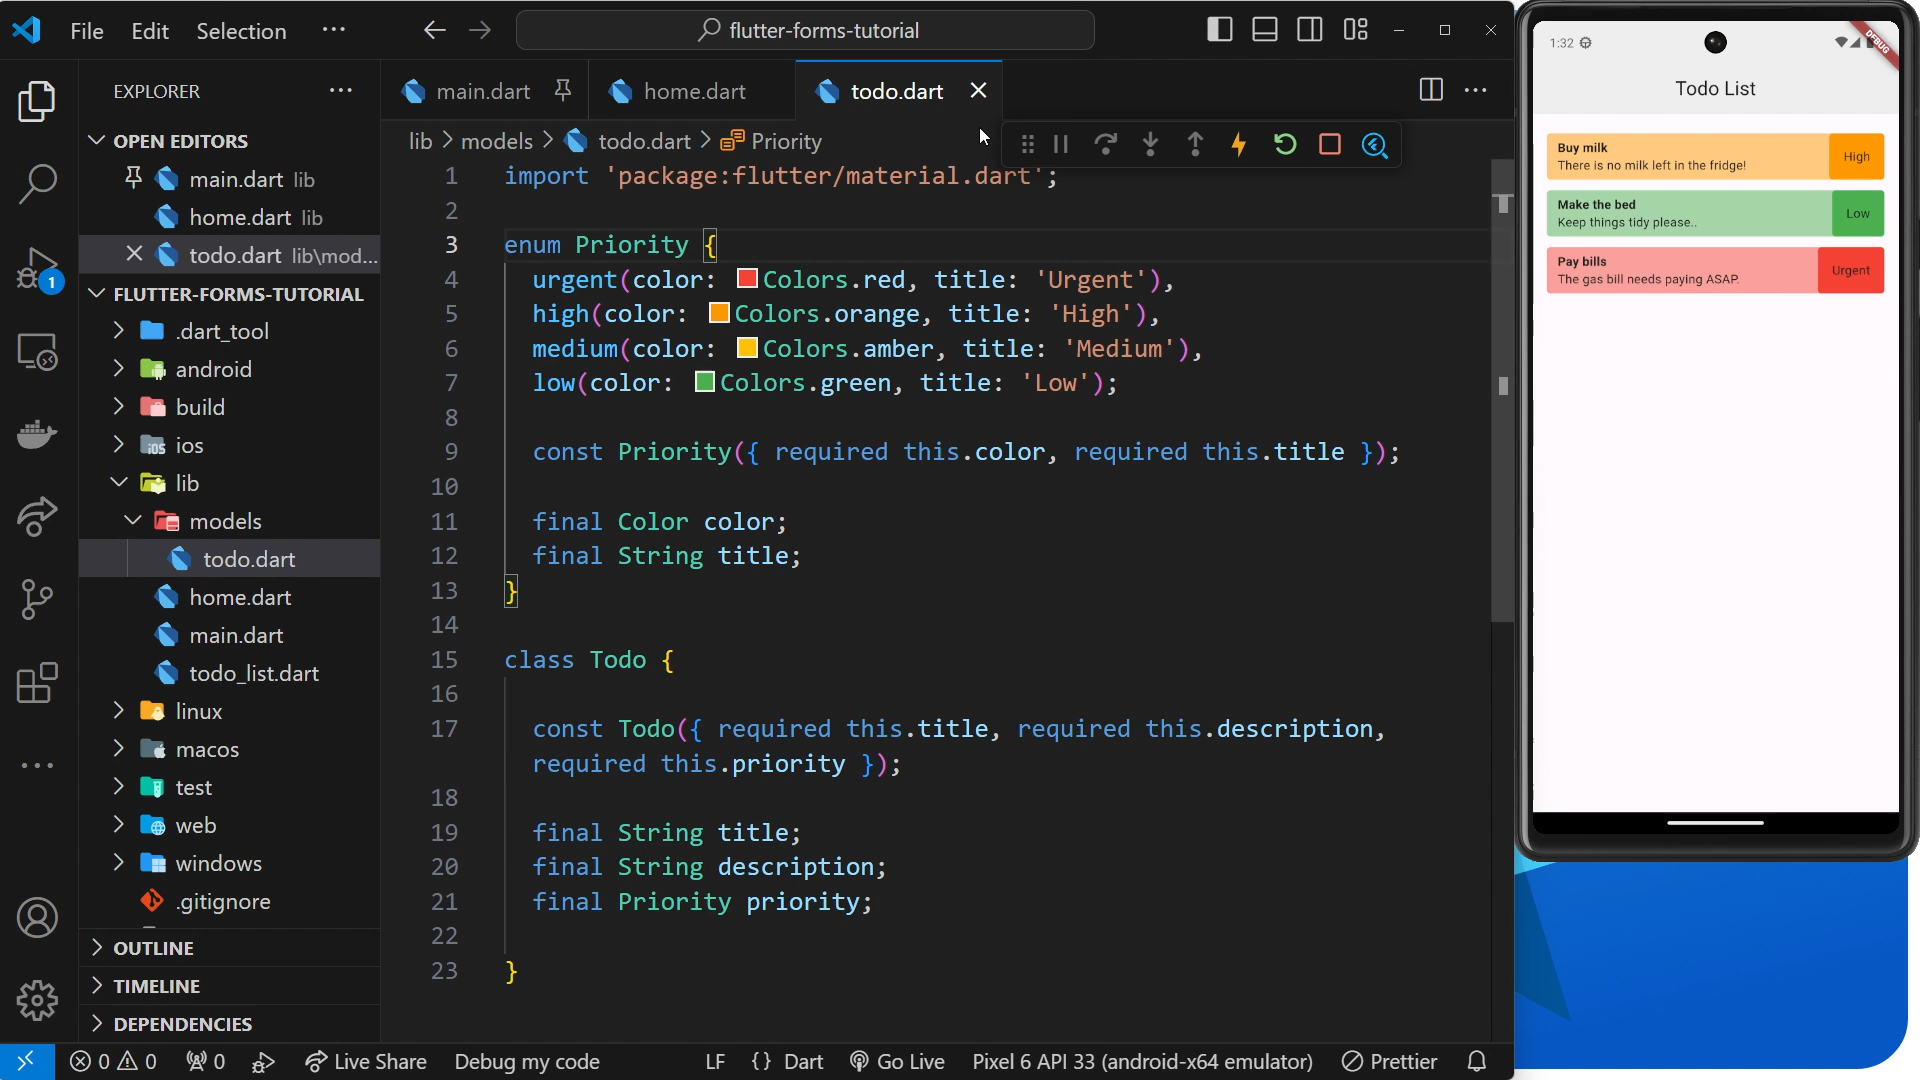 File Edit Selection ···
flutter-forms-tutorial
EXPLORER
OPEN EDITORS
main.dart lib
home.dart lib
todo.dart lib\mod...
FLUTTER-FORMS-TUTORIAL
.dart_tool
android
build
ios
lib
models
todo.dart
home.dart
main.dart
todo_list.dart
linux
macos
test
web
windows
.gitignore
OUTLINE
TIMELINE
DEPENDENCIES
main.dart
home.dart
todo.dart
lib > models > todo.dart > Priority
1 import 'package:flutter/material.dart';
2
3 enum Priority {
4 urgent(color: Colors.red, title: 'Urgent'),
5 high(color: Colors.orange, title: 'High'),
6 medium(color: Colors.amber, title: 'Medium'),
7 low(color: Colors.green, title: 'Low');
8
9 const Priority({ required this.color, required this.title });
10
11 final Color color;
12 final String title;
13 }
14
15 class Todo {
16
17 const Todo({ required this.title, required this.description,
required this.priority });
18
19 final String title;
20 final String description;
21 final Priority priority;
22
23 }
1
0 0
0
Live Share
Debug my code
LF
{} Dart
Go Live
Pixel 6 API 33 (android-x64 emulator)
Prettier
1:32
DEBUG
Todo List
Buy milk
There is no milk left in the fridge!
High
Make the bed
Keep things tidy please..
Low
Pay bills
The gas bill needs paying ASAP.
Urgent